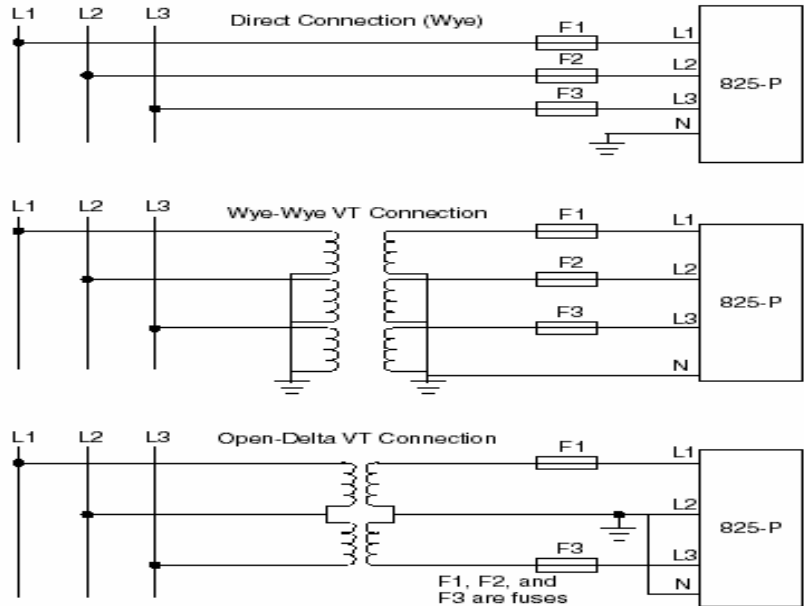 L1 L2 L3 Direct Connection (Wye)
F1
L1
F2
L2
F3
L3
N
825-P
L1 L2 L3 Wye-Wye VT Connection
F1
L1
F2
L2
F3
L3
N
825-P
L1 L2 L3 Open-Delta VT Connection
F1
L1
L2
F3
L3
N
825-P
F1, F2, and
F3 are fuses